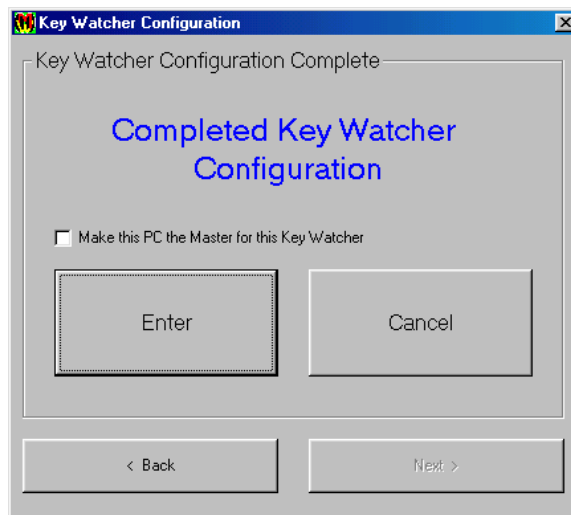 Key Watcher Configuration
Key Watcher Configuration Complete
Completed Key Watcher
Configuration
Make this PC the Master for this Key Watcher
Enter
Cancel
< Back
Next >